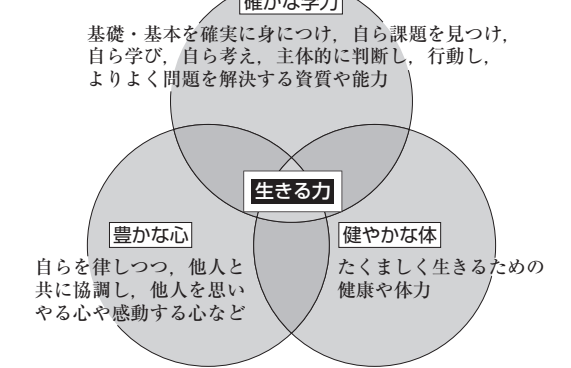 確かな学力
基礎・基本を確実に身につけ，自ら課題を見つけ，
自ら学び，自ら考え，主体的に判断し，行動し，
よりよく問題を解決する資質や能力
生きる力
豊かな心
自らを律しつつ，他人と
共に協調し，他人を思い
やる心や感動する心など
健やかな体
たくましく生きるための
健康や体力